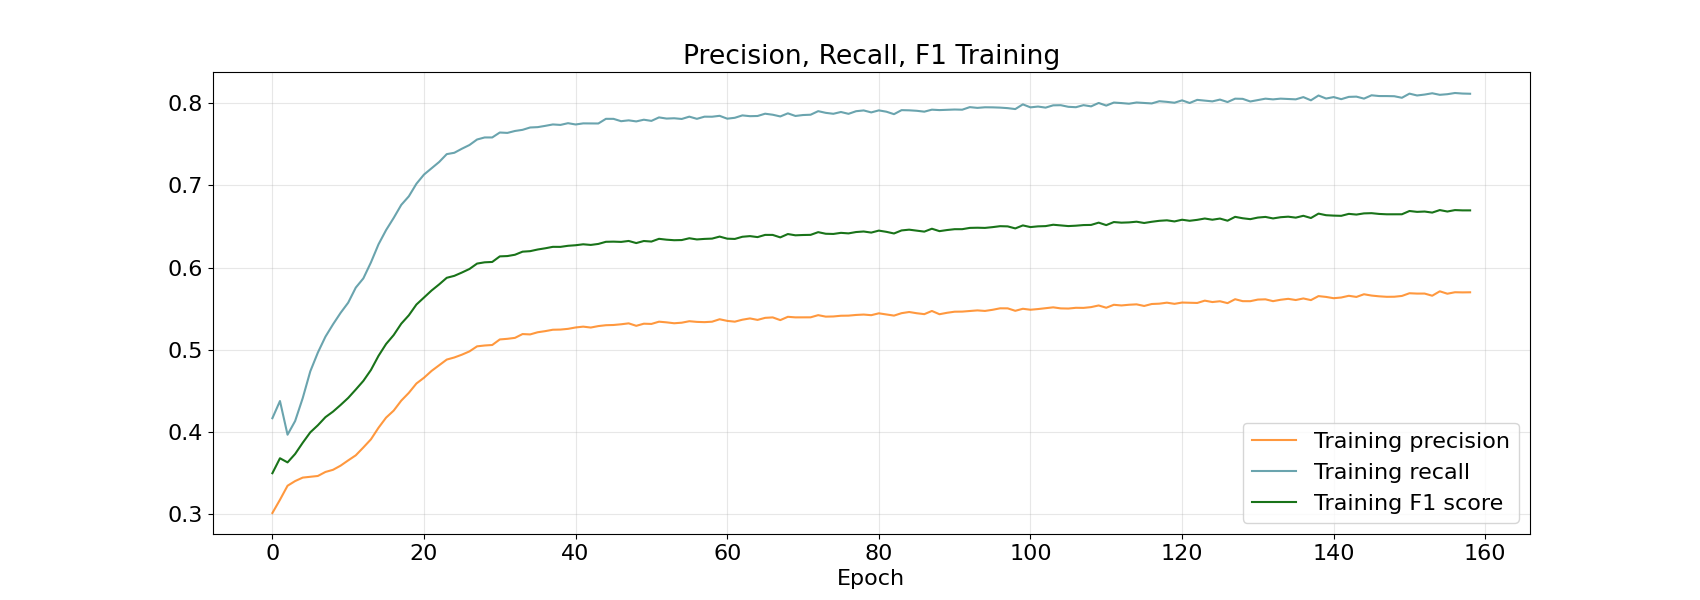 Precision, Recall, F1 Training
0.8
0.7
0.6
0.5
0.4
0.3
Training precision
Training recall
Training F1 score
0 20 40 60 80 100 120 140 160
Epoch